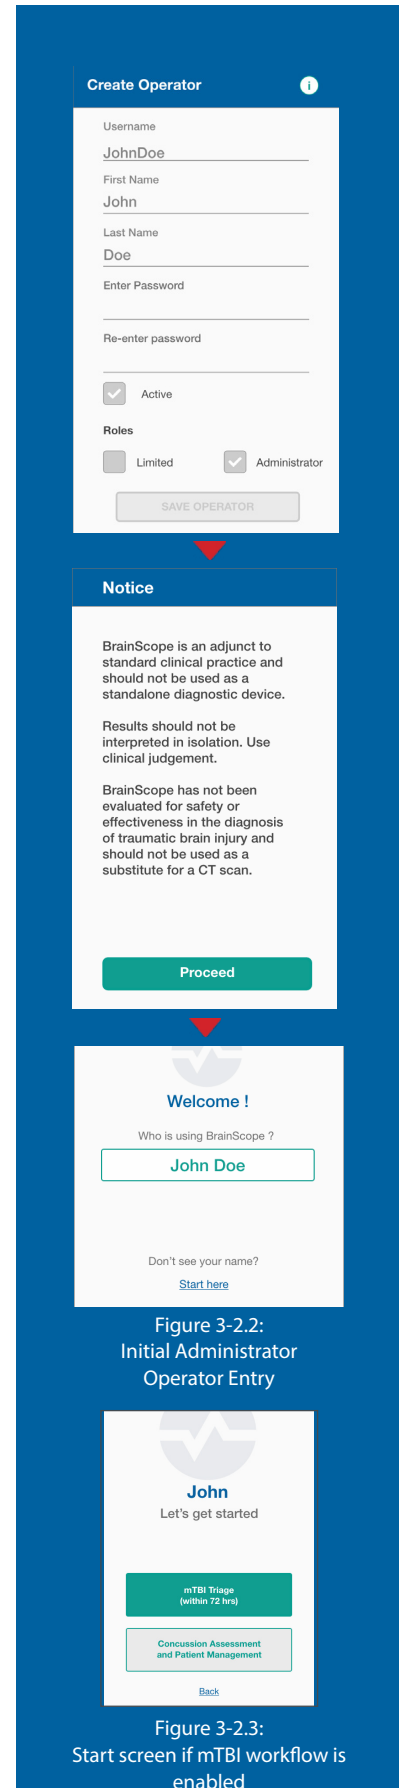 Create Operator
i
Username
JohnDoe
First Name
John
Last Name
Doe
Enter Password
Re-enter password
Active
Roles
Limited Administrator
SAVE OPERATOR
Notice
BrainScope is an adjunct to
standard clinical practice and
should not be used as a
standalone diagnostic device.
Results should not be
interpreted in isolation. Use
clinical judgement.
BrainScope has not been
evaluated for safety or
effectiveness in the diagnosis
of traumatic brain injury and
should not be used as a
substitute for a CT scan.
Proceed
Welcome !
Who is using BrainScope ?
John Doe
Don't see your name?
Start here
Figure 3-2.2:
Initial Administrator
Operator Entry
John
Let's get started
mTBI Triage
(within 72 hrs)
Concussion Assessment
and Patient Management
Back
Figure 3-2.3:
Start screen if mTBI workflow is
enabled